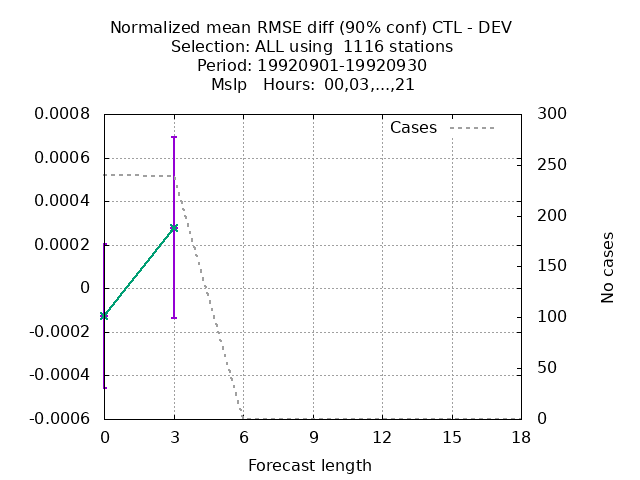 Normalized mean RMSE diff (90% conf) CTL - DEV
Selection: ALL using  1116 stations
Period: 19920901-19920930
Mslp   Hours: 00,03,...,21
Cases
0.0008
0.0006
0.0004
0.0002
0
-0.0002
-0.0004
-0.0006
300
250
200
150
100
50
0
No cases
0 3 6 9 12 15 18
Forecast length